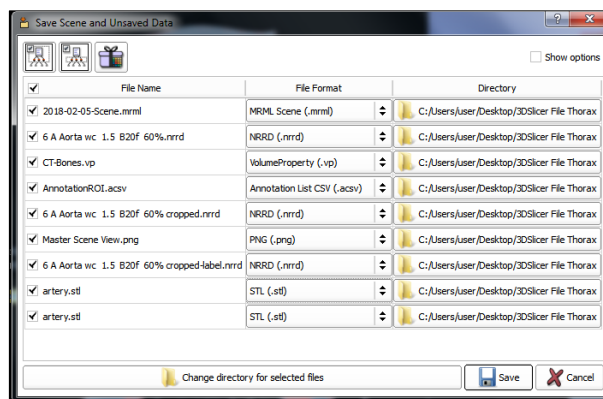 Save Scene and Unsaved Data
Show options
File Name File Format Directory
2018-02-05-Scene.mrml MRML Scene (.mrml) C:/Users/user/Desktop/3DSlicer File Thorax
6 A Aorta wc 1.5 B20f 60%.nrrd NRRD (.nrrd) C:/Users/user/Desktop/3DSlicer File Thorax
CT-Bones.vp VolumeProperty (.vp) C:/Users/user/Desktop/3DSlicer File Thorax
AnnotationROI.acsv Annotation List CSV (.acsv) C:/Users/user/Desktop/3DSlicer File Thorax
6 A Aorta wc 1.5 B20f 60% cropped.nrrd NRRD (.nrrd) C:/Users/user/Desktop/3DSlicer File Thorax
Master Scene View.png PNG (.png) C:/Users/user/Desktop/3DSlicer File Thorax
6 A Aorta wc 1.5 B20f 60% cropped-label.nrrd NRRD (.nrrd) C:/Users/user/Desktop/3DSlicer File Thorax
artery.stl STL (.stl) C:/Users/user/Desktop/3DSlicer File Thorax
artery.stl STL (.stl) C:/Users/user/Desktop/3DSlicer File Thorax
Change directory for selected files Save Cancel